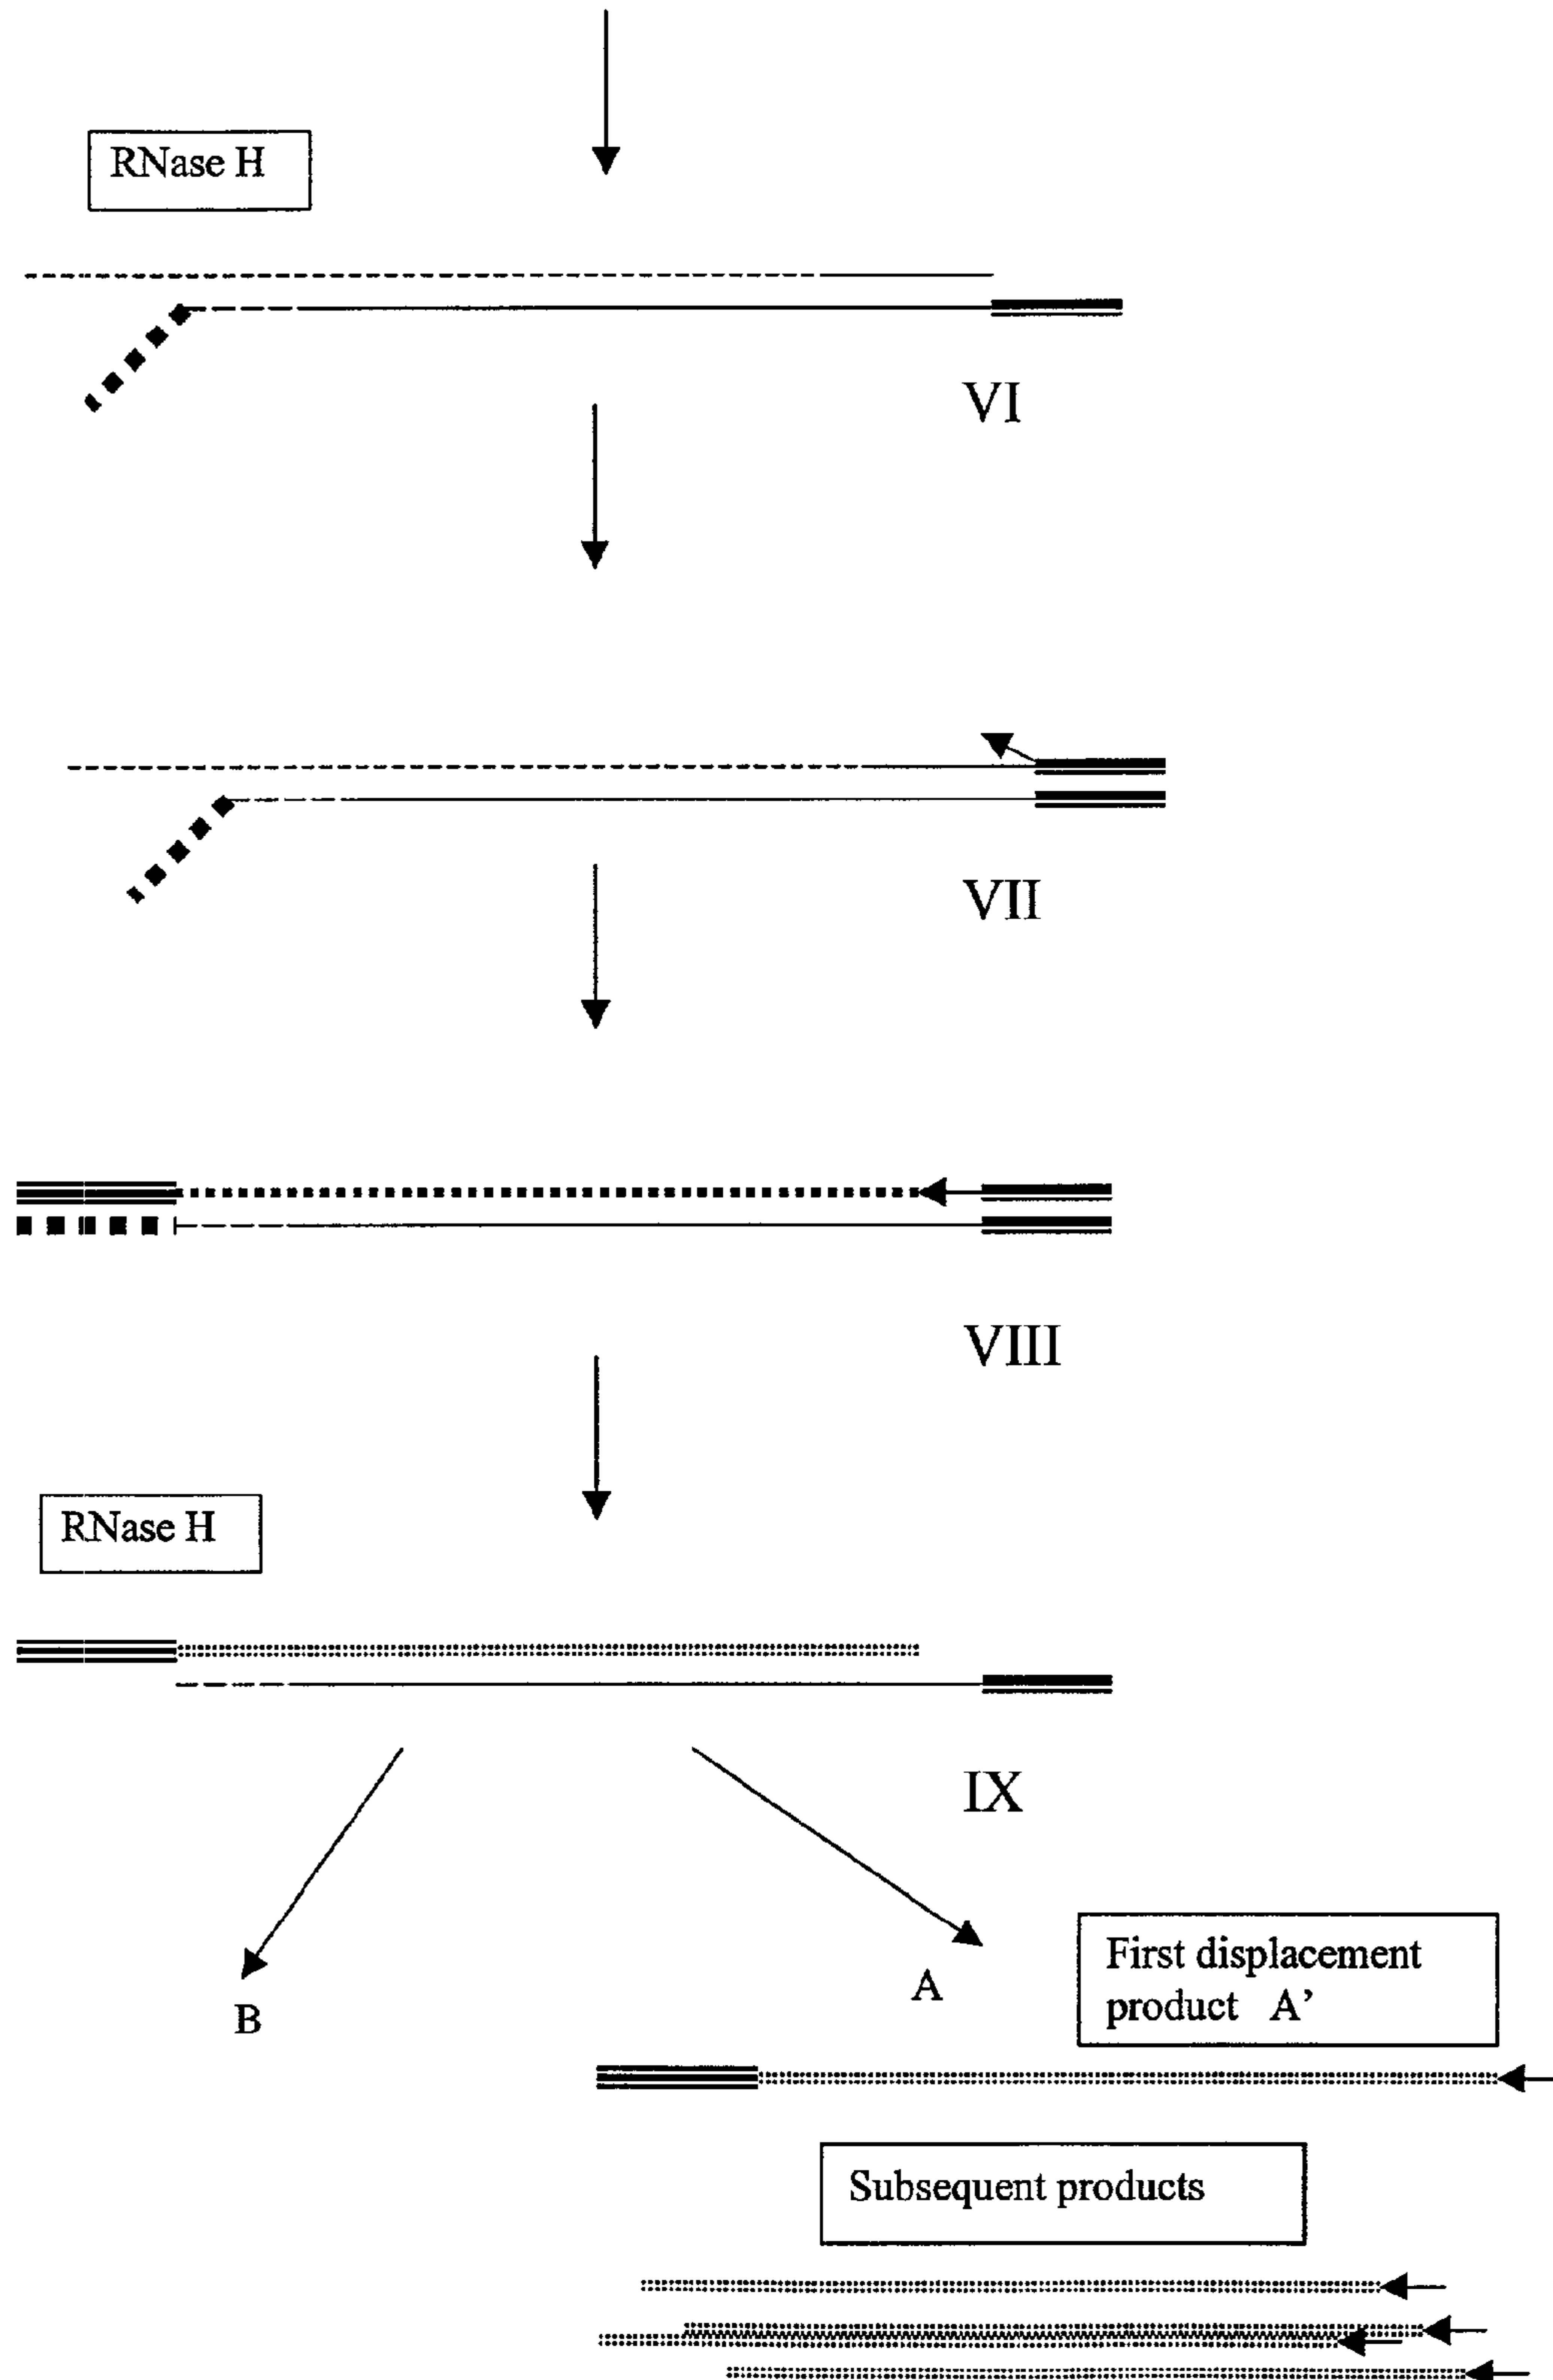 RNase H
VI
VII
VIII
RNase H
IX
B
A
First displacement
product A’
Subsequent products